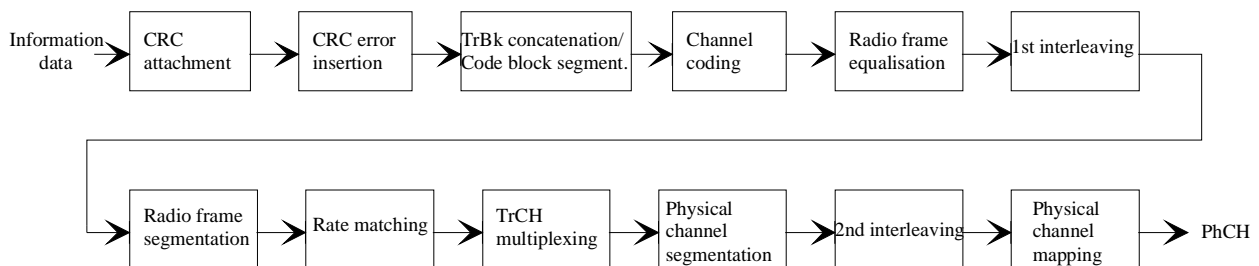 Information
data
CRC
attachment
CRC error
insertion
TrBk concatenation/
Code block segment.
Channel
coding
Radio frame
equalisation
1st interleaving
Radio frame
segmentation
Rate matching
TrCH
multiplexing
Physical
channel
segmentation
2nd interleaving
Physical
channel
mapping
PhCH